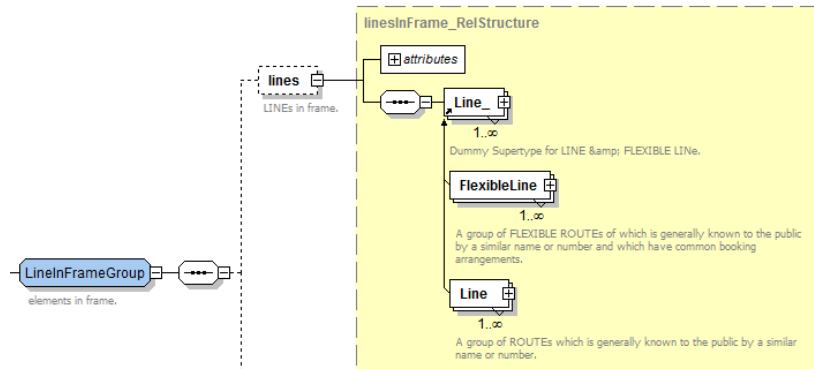 linesInFrame_RelStructure
attributes
lines
LINEs in frame.
Line_
1..∞
Dummy Supertype for LINE &amp; FLEXIBLE LINe.
FlexibleLine
1..∞
A group of FLEXIBLE ROUTEs of which is generally known to the public
by a similar name or number and which have common booking
arrangements.
LineInFrameGroup
elements in frame.
Line
1..∞
A group of ROUTEs which is generally known to the public by a similar
name or number.